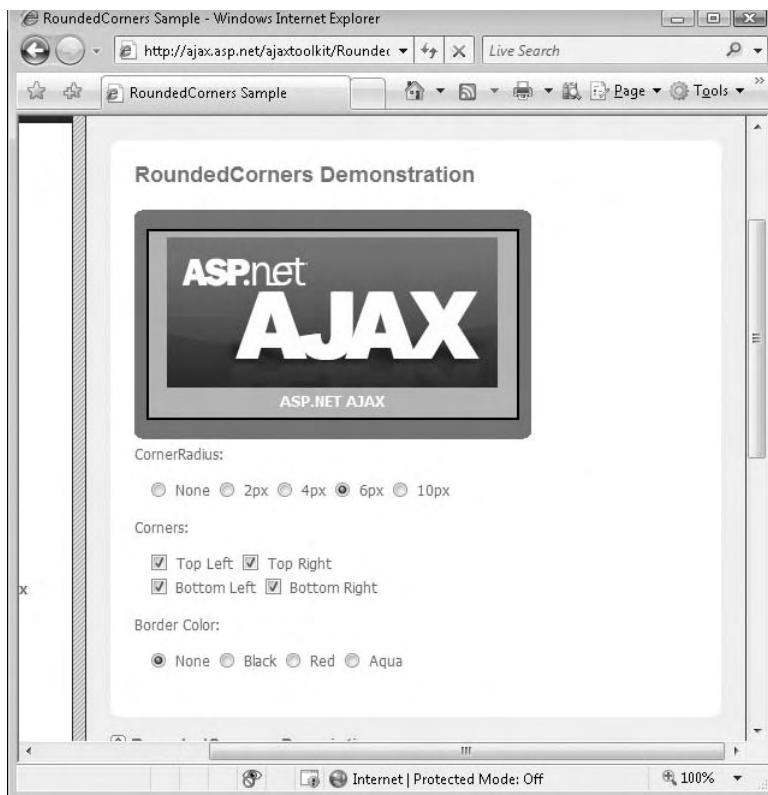 RoundedCorners Sample - Windows Internet Explorer
http://ajax.asp.net/ajaxtoolkit/Rounded
Live Search
RoundedCorners Sample
Page
Tools
RoundedCorners Demonstration
ASP.net
AJAX
ASP.NET AJAX
CornerRadius:
None 2px 4px 6px 10px
Corners:
Top Left Top Right
Bottom Left Bottom Right
x
Border Color:
None Black Red Aqua
Internet | Protected Mode: Off
100%